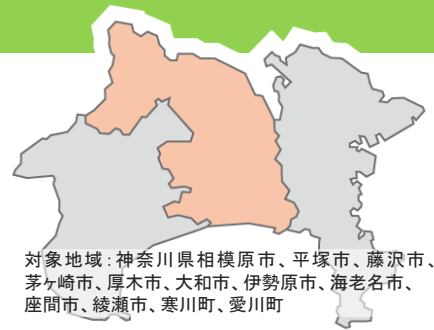 対象地域：神奈川県相模原市、平塚市、藤沢市、
茅ヶ崎市、厚木市、大和市、伊勢原市、海老名市、
座間市、綾瀬市、寒川町、愛川町